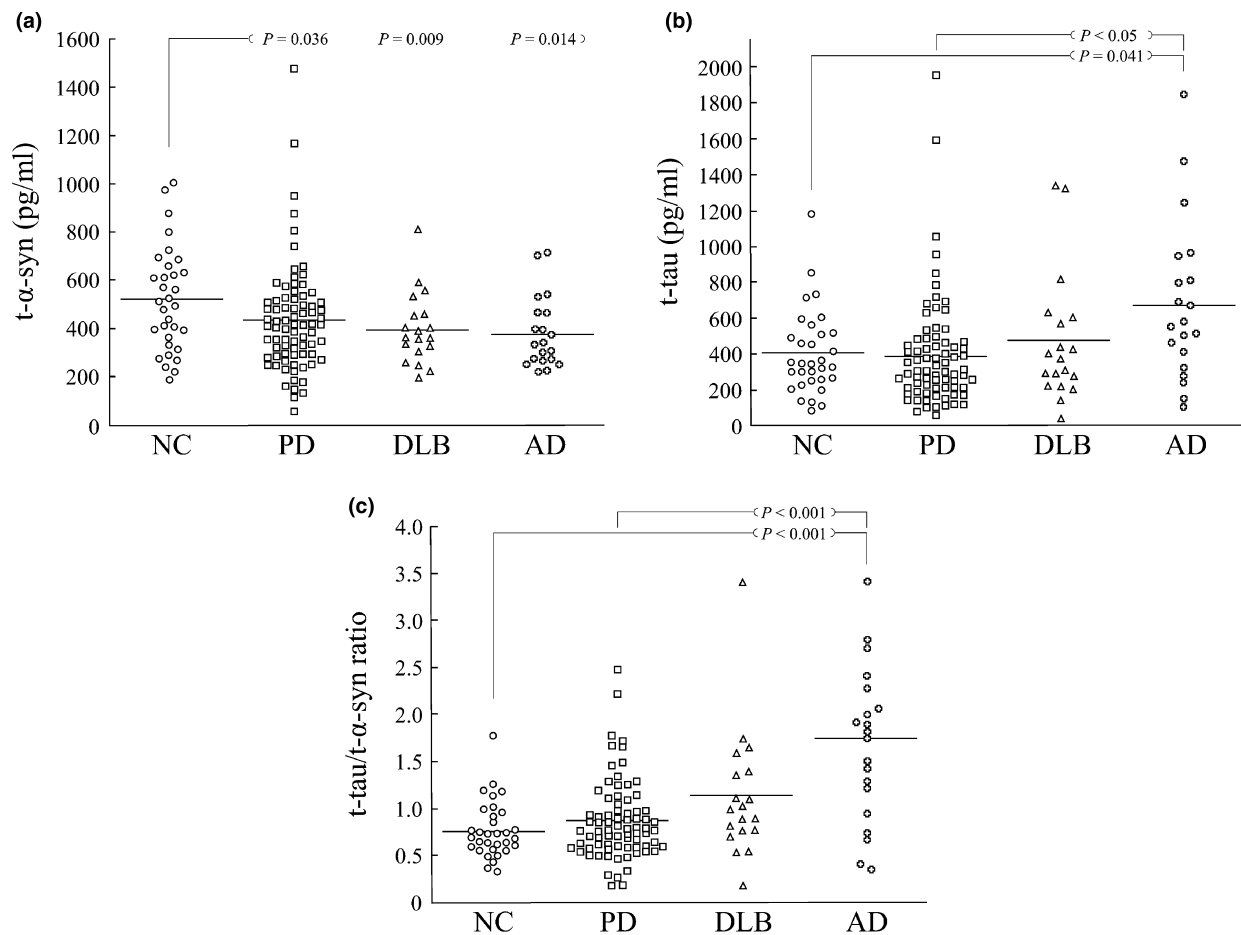 (a)
P = 0.036 P = 0.009 P = 0.014
t-α-syn (pg/ml)
1600
1400
1200
1000
800
600
400
200
0
NC PD DLB AD
(b)
P < 0.05
P = 0.041
t-tau (pg/ml)
2000
1800
1600
1400
1200
1000
800
600
400
200
0
NC PD DLB AD
(c)
P < 0.001
P < 0.001
t-tau/t-α-syn ratio
4.0
3.5
3.0
2.5
2.0
1.5
1.0
0.5
0
NC PD DLB AD